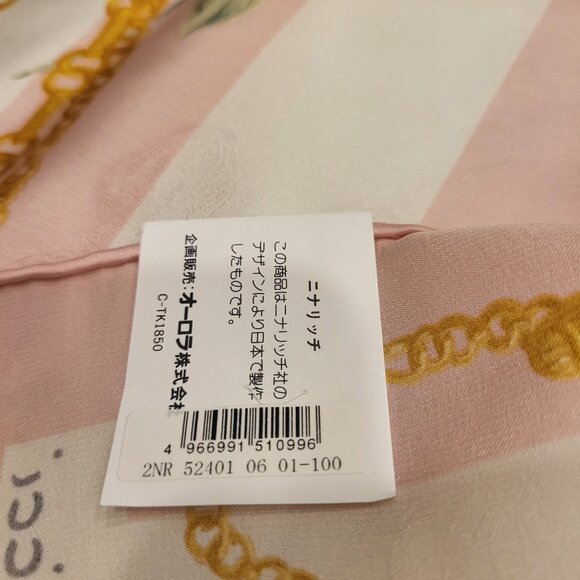 ニナリッチ
この商品はニナリッチ社の
デザインにより日本で製作
したものです。
企画販売:オーロラ株式会社
C-TK1850
4 966991 510996
2NR 52401 06 01-100